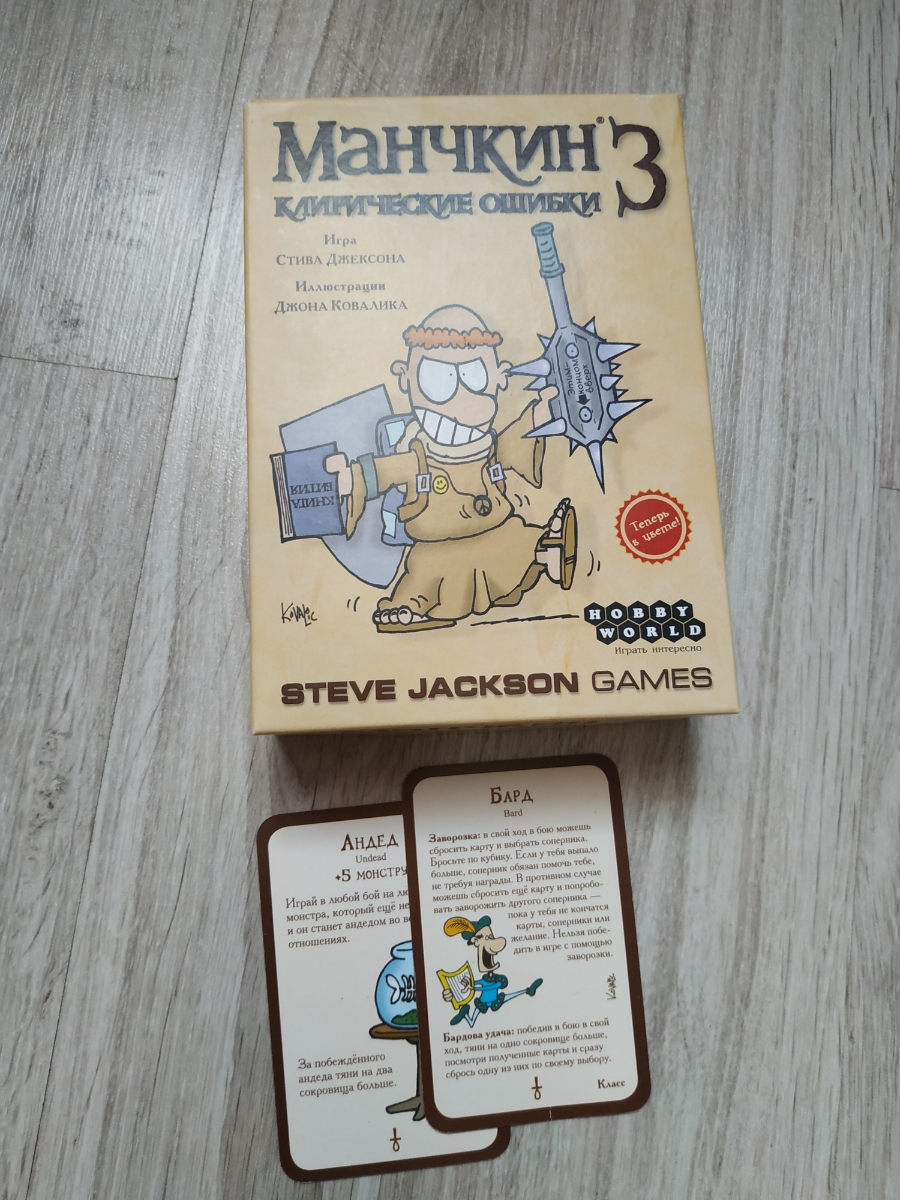 Манчкин® 3
клирические ошибки
Игра
Стива Джексона
Иллюстрации
Джона Ковалика
Этим
концом
вверх
КНИГА
БИТИЯ
Теперь
в цвете!
Kovalic
HOBBY
WORLD
Играть интересно
STEVE JACKSON GAMES
Андед
Undead
+5 монстру
Играй в любой бой на
монстра, который ещё не
и он станет андедом во
отношениях.
За побеждённого
андеда тяни на два
сокровища больше.
Бард
Bard
Заворозка: в свой ход в бою можешь
сбросить карту и выбрать соперника.
Бросьте по кубику. Если у тебя выпало
больше, соперник обязан помочь тебе,
не требуя награды. В противном случае
можешь сбросить ещё карту и попробо-
вать заворожить другого соперника —
пока у тебя не кончатся
карты, соперники или
желание. Нельзя побе-
дить в игре с помощью
заворозки.
Kovalic
Бардова удача: победив в бою в свой
ход, тяни на одно сокровище больше,
посмотри полученные карты и сразу
сбрось одну из них по своему выбору.
Класс